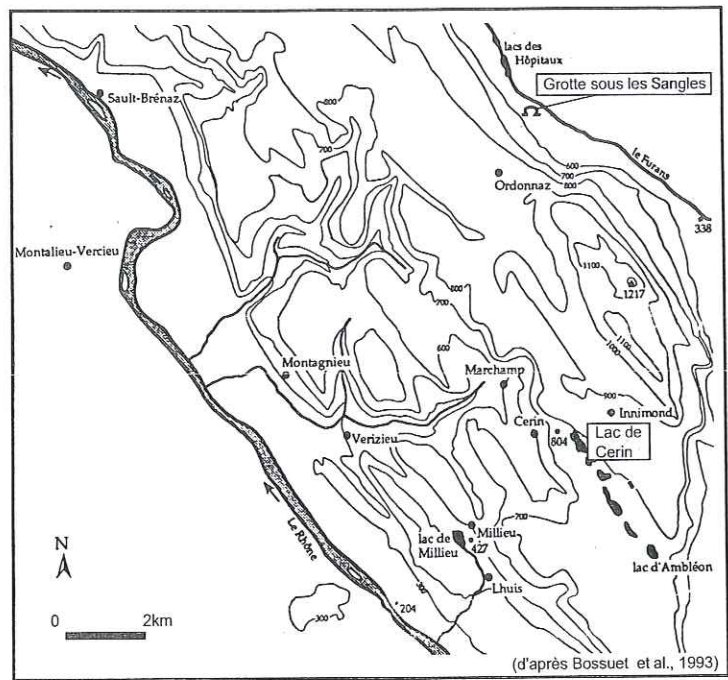 lacs des
Hôpitaux
Grotte sous les Sangles
Sault-Brénaz
800
700
le Furans
600
700
800
Ordonnaz
338
Montalieu-Vercieu
1100
1217
800
700
600
1100
1000
Montagnieu
Marchamp
900
Innimond
Cerin
804
Lac de
Cerin
Verizieu
700
Le Rhône
Millieu
lac de
Millieu
427
N
lac d'Ambléon
Lhuis
300
204
300
0
2km
(d'après Bossuet et al., 1993)